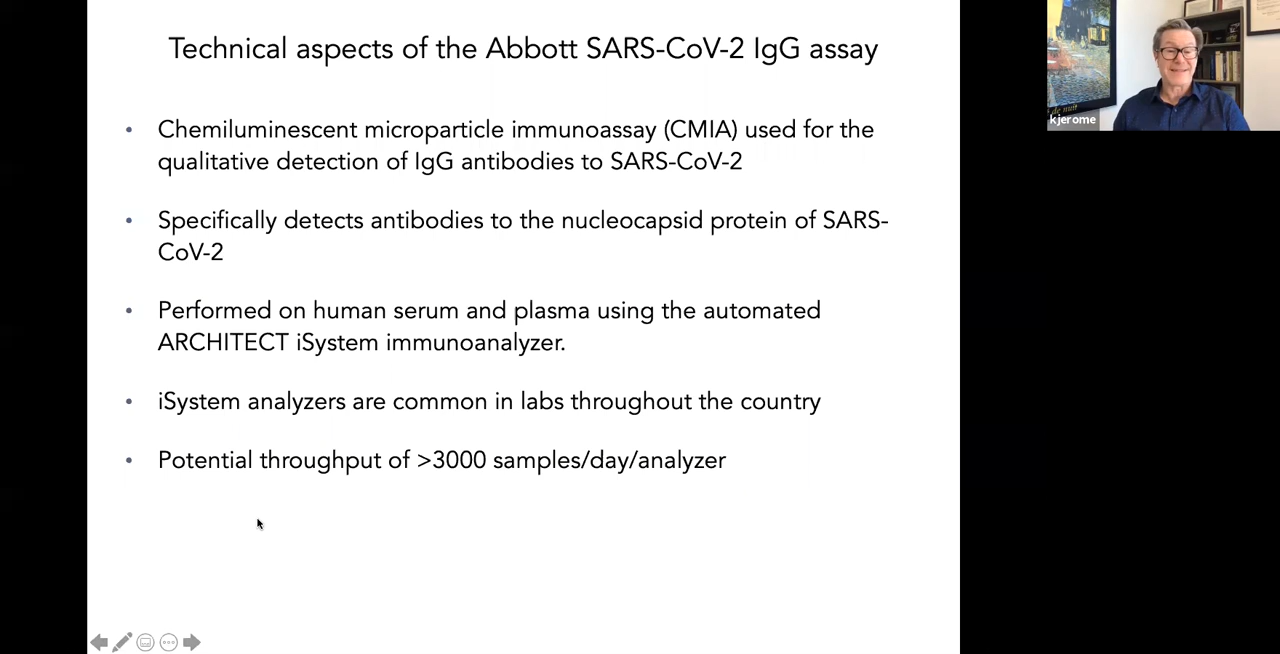 Technical aspects of the Abbott SARS-CoV-2 IgG assay
• Chemiluminescent microparticle immunoassay (CMIA) used for the
qualitative detection of IgG antibodies to SARS-CoV-2
• Specifically detects antibodies to the nucleocapsid protein of SARS-
CoV-2
• Performed on human serum and plasma using the automated
ARCHITECT iSystem immunoanalyzer.
• iSystem analyzers are common in labs throughout the country
• Potential throughput of >3000 samples/day/analyzer
de nuit
kjerome